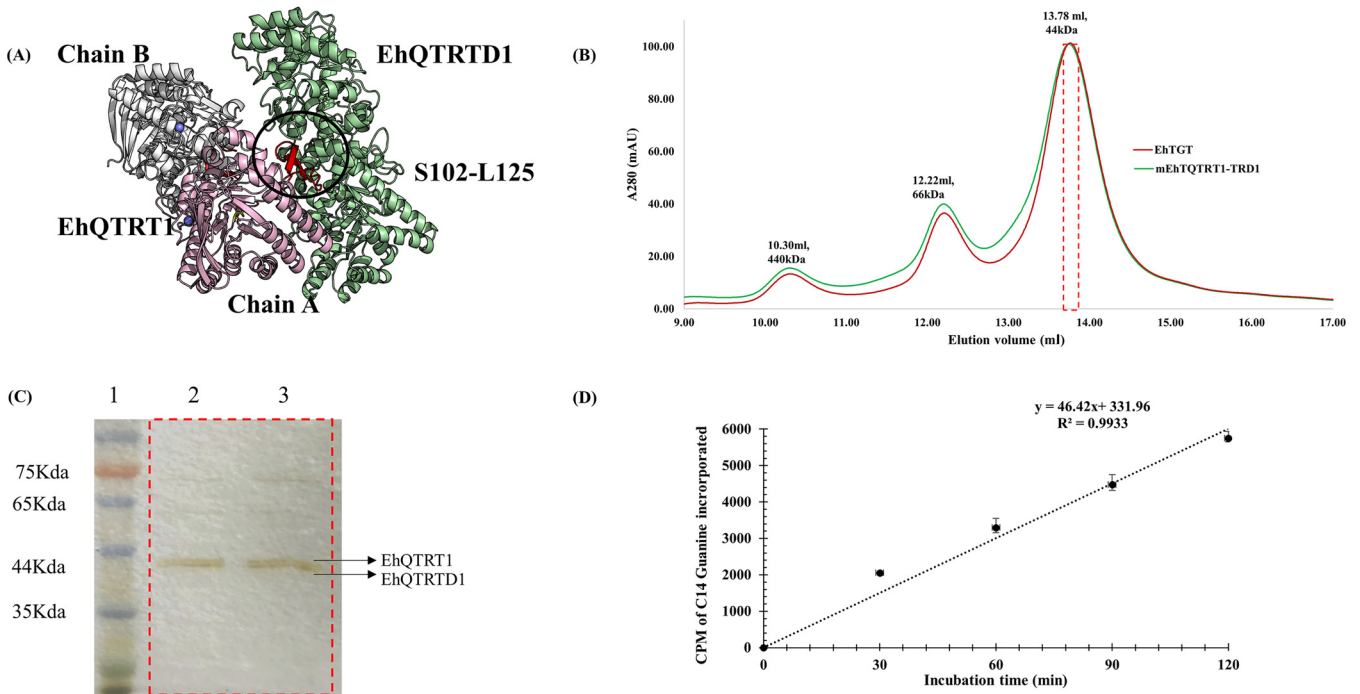 (A)
Chain B
EhQTRTD1
S102-L125
EhQTRT1
Chain A
(B)
13.78 ml,
44kDa
12.22ml,
66kDa
10.30ml,
440kDa
A280 (mAU)
100.00
80.00
60.00
40.00
20.00
0.00
9.00 10.00 11.00 12.00 13.00 14.00 15.00 16.00 17.00
Elution volume (ml)
EhTGT
mEhTQTRT1-TRD1
(C)
1 2 3
75Kda
65Kda
44Kda
35Kda
EhQTRT1
EhQTRTD1
(D)
y = 46.42x+ 331.96
R² = 0.9933
CPM of C14 Guanine incrorporated
6000
5000
4000
3000
2000
1000
0
0 30 60 90 120
Incubation time (min)